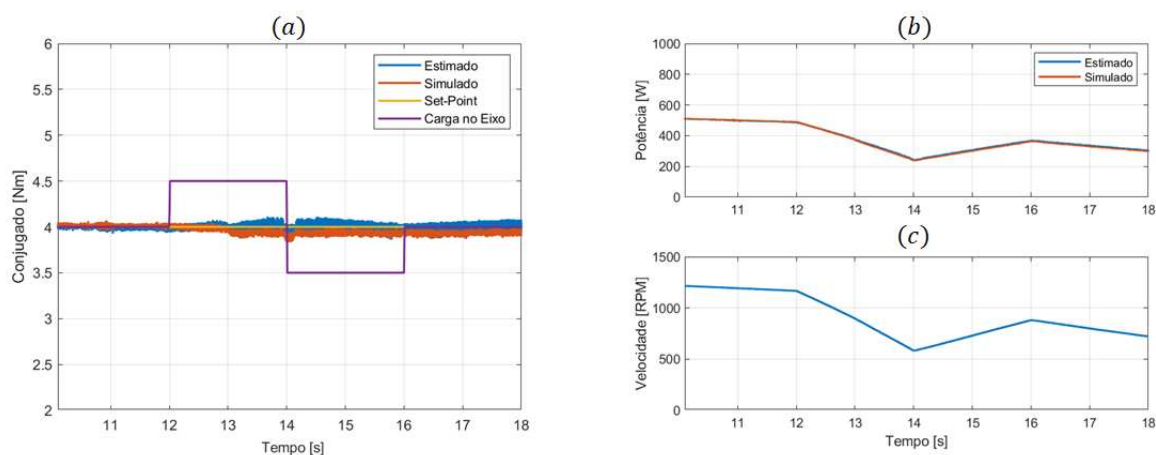 (a)
6
5.5
5
4.5
4
3.5
3
2.5
2
Conjugado [Nm]
Estimado
Simulado
Set-Point
Carga no Eixo
11 12 13 14 15 16 17 18
Tempo [s]
(b)
1000
800
600
400
200
0
Potência [W]
Estimado
Simulado
11 12 13 14 15 16 17 18
(c)
1500
1000
500
0
Velocidade [RPM]
11 12 13 14 15 16 17 18
Tempo [s]